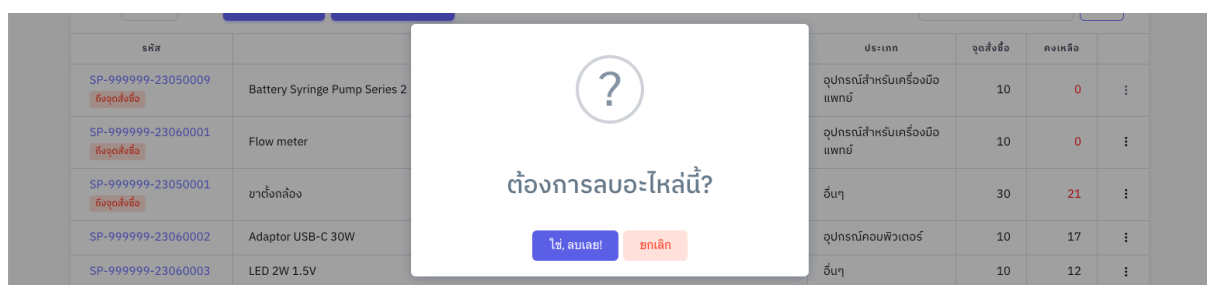 รหัส ประเภท จุดสั่งซื้อ คงเหลือ
SP-999999-23050009 Battery Syringe Pump Series 2 อุปกรณ์สำหรับเครื่องมือ 10 0
ถึงจุดสั่งซื้อ แพทย์
SP-999999-23060001 Flow meter อุปกรณ์สำหรับเครื่องมือ 10 0
ถึงจุดสั่งซื้อ แพทย์
SP-999999-23050001 ขาตั้งกล้อง อื่นๆ 30 21
ถึงจุดสั่งซื้อ
SP-999999-23060002 Adaptor USB-C 30W อุปกรณ์คอมพิวเตอร์ 10 17
SP-999999-23060003 LED 2W 1.5V อื่นๆ 10 12
?
ต้องการลบอะไหล่นี้?
ใช่, ลบเลย! ยกเลิก